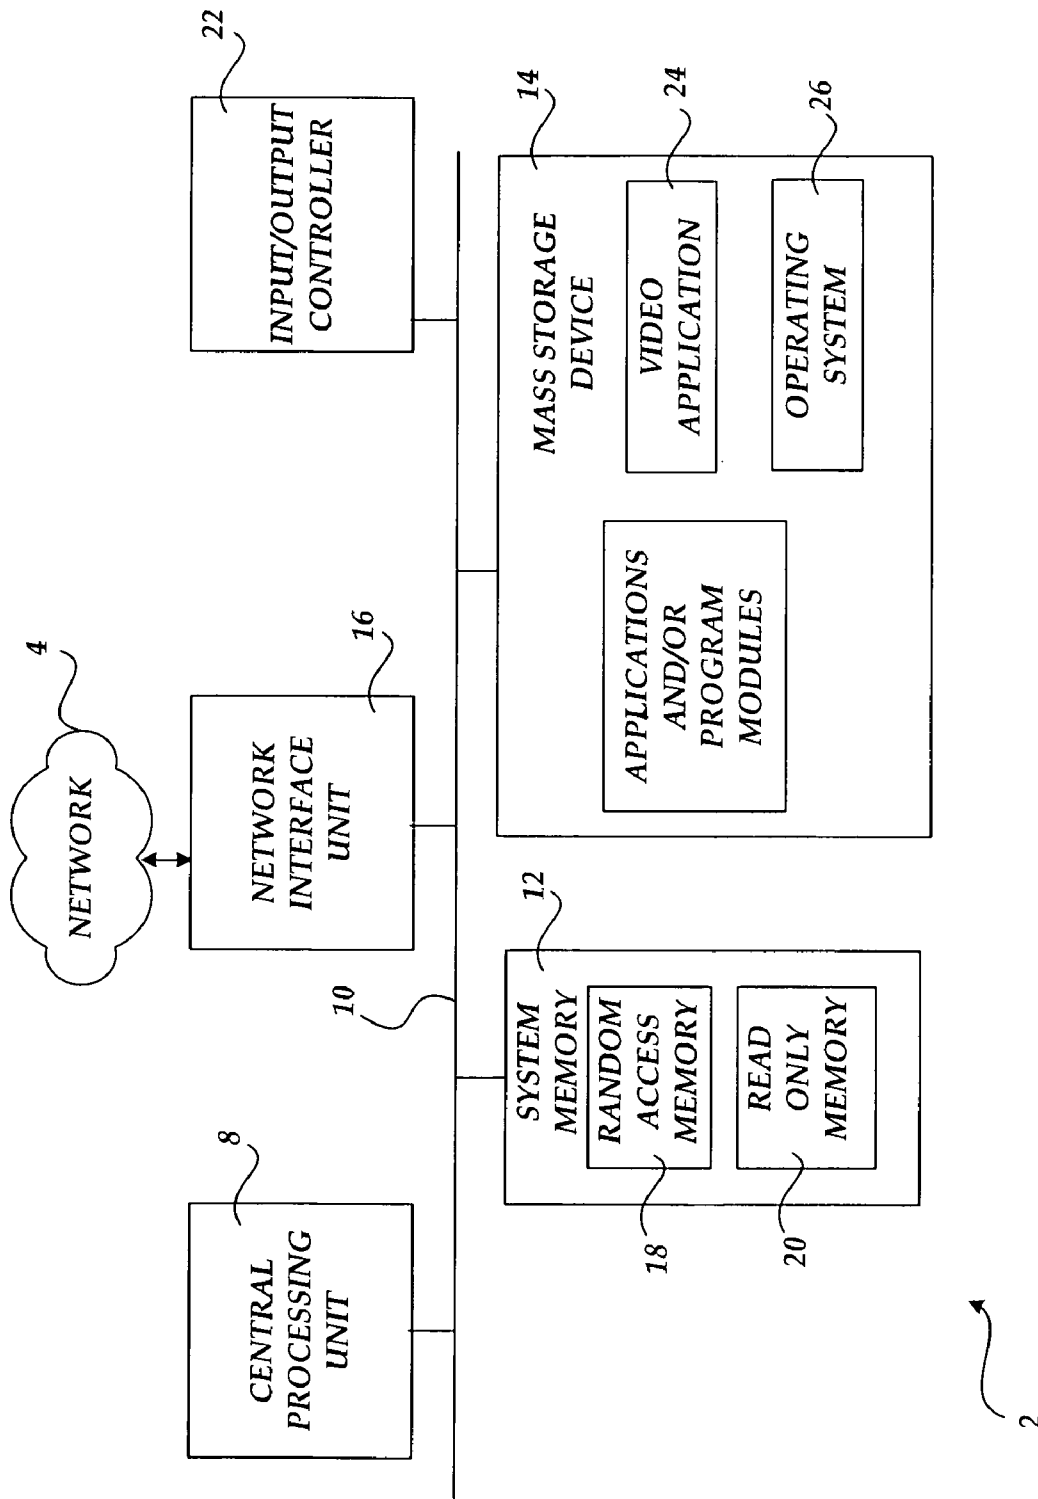 NETWORK
4
CENTRAL
PROCESSING
UNIT
8
NETWORK
INTERFACE
UNIT
16
INPUT/OUTPUT
CONTROLLER
22
10
SYSTEM
MEMORY
12
RANDOM
ACCESS
MEMORY
18
READ
ONLY
MEMORY
20
MASS STORAGE
DEVICE
14
APPLICATIONS
AND/OR
PROGRAM
MODULES
VIDEO
APPLICATION
24
OPERATING
SYSTEM
26
2